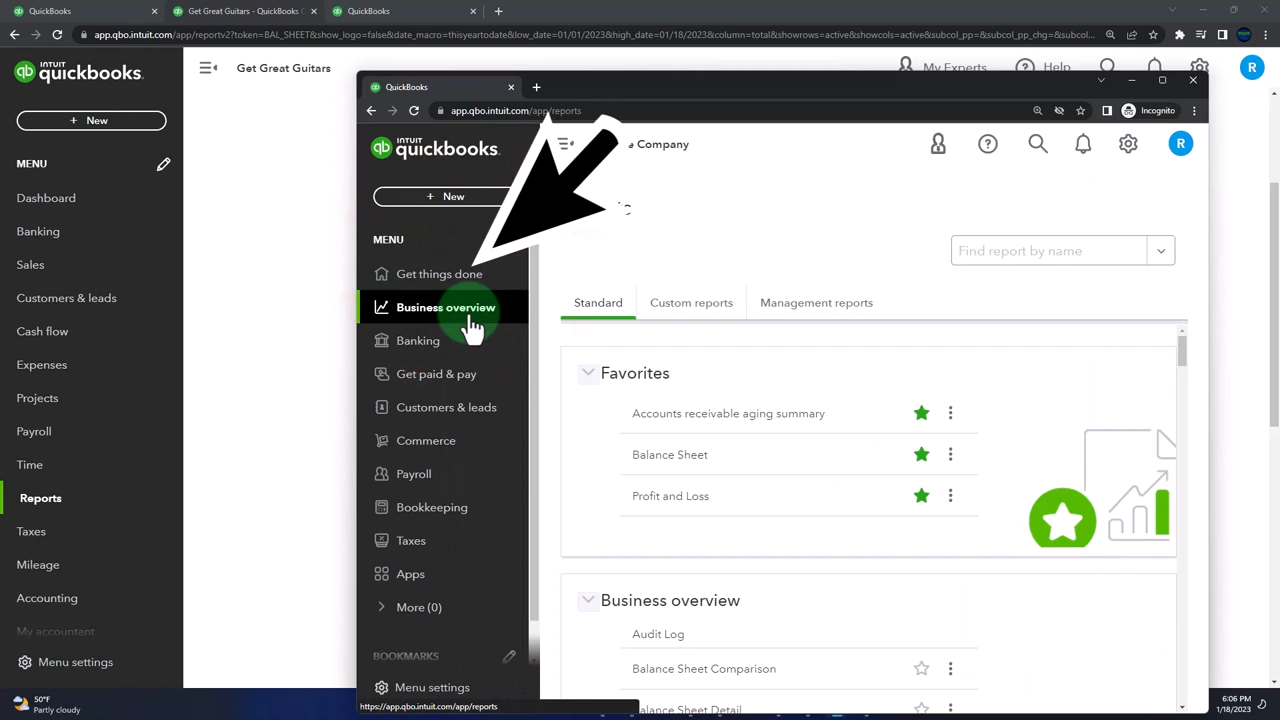 QuickBooks
Get Great Guitars - QuickBooks C
QuickBooks
app.qbo.intuit.com/app/reportv2?token=BAL_SHEET&show_logo=false&date_macro=thisyeartodate&low_date=01/01/2023&high_date=01/18/2023&column=total&showrows=active&showcols=active&subcol_pp=&subcol_pp_chg=&subcol...
INTUIT
quickbooks.
Get Great Guitars
My Experts
Help
R
+ New
MENU
Dashboard
Banking
Sales
Customers & leads
Cash flow
Expenses
Projects
Payroll
Time
Reports
Taxes
Mileage
Accounting
My accountant
Menu settings
QuickBooks
app.qbo.intuit.com/app/reports
Incognito
INTUIT
quickbooks.
Company
R
+ New
MENU
Get things done
Business overview
Banking
Get paid & pay
Customers & leads
Commerce
Payroll
Bookkeeping
Taxes
Apps
More (0)
BOOKMARKS
Menu settings
Find report by name
Standard
Custom reports
Management reports
Favorites
Accounts receivable aging summary
Balance Sheet
Profit and Loss
Business overview
Audit Log
Balance Sheet Comparison
Balance Sheet Detail
https://app.qbo.intuit.com/app/reports
50°F
Partly cloudy
6:06 PM
1/18/2023